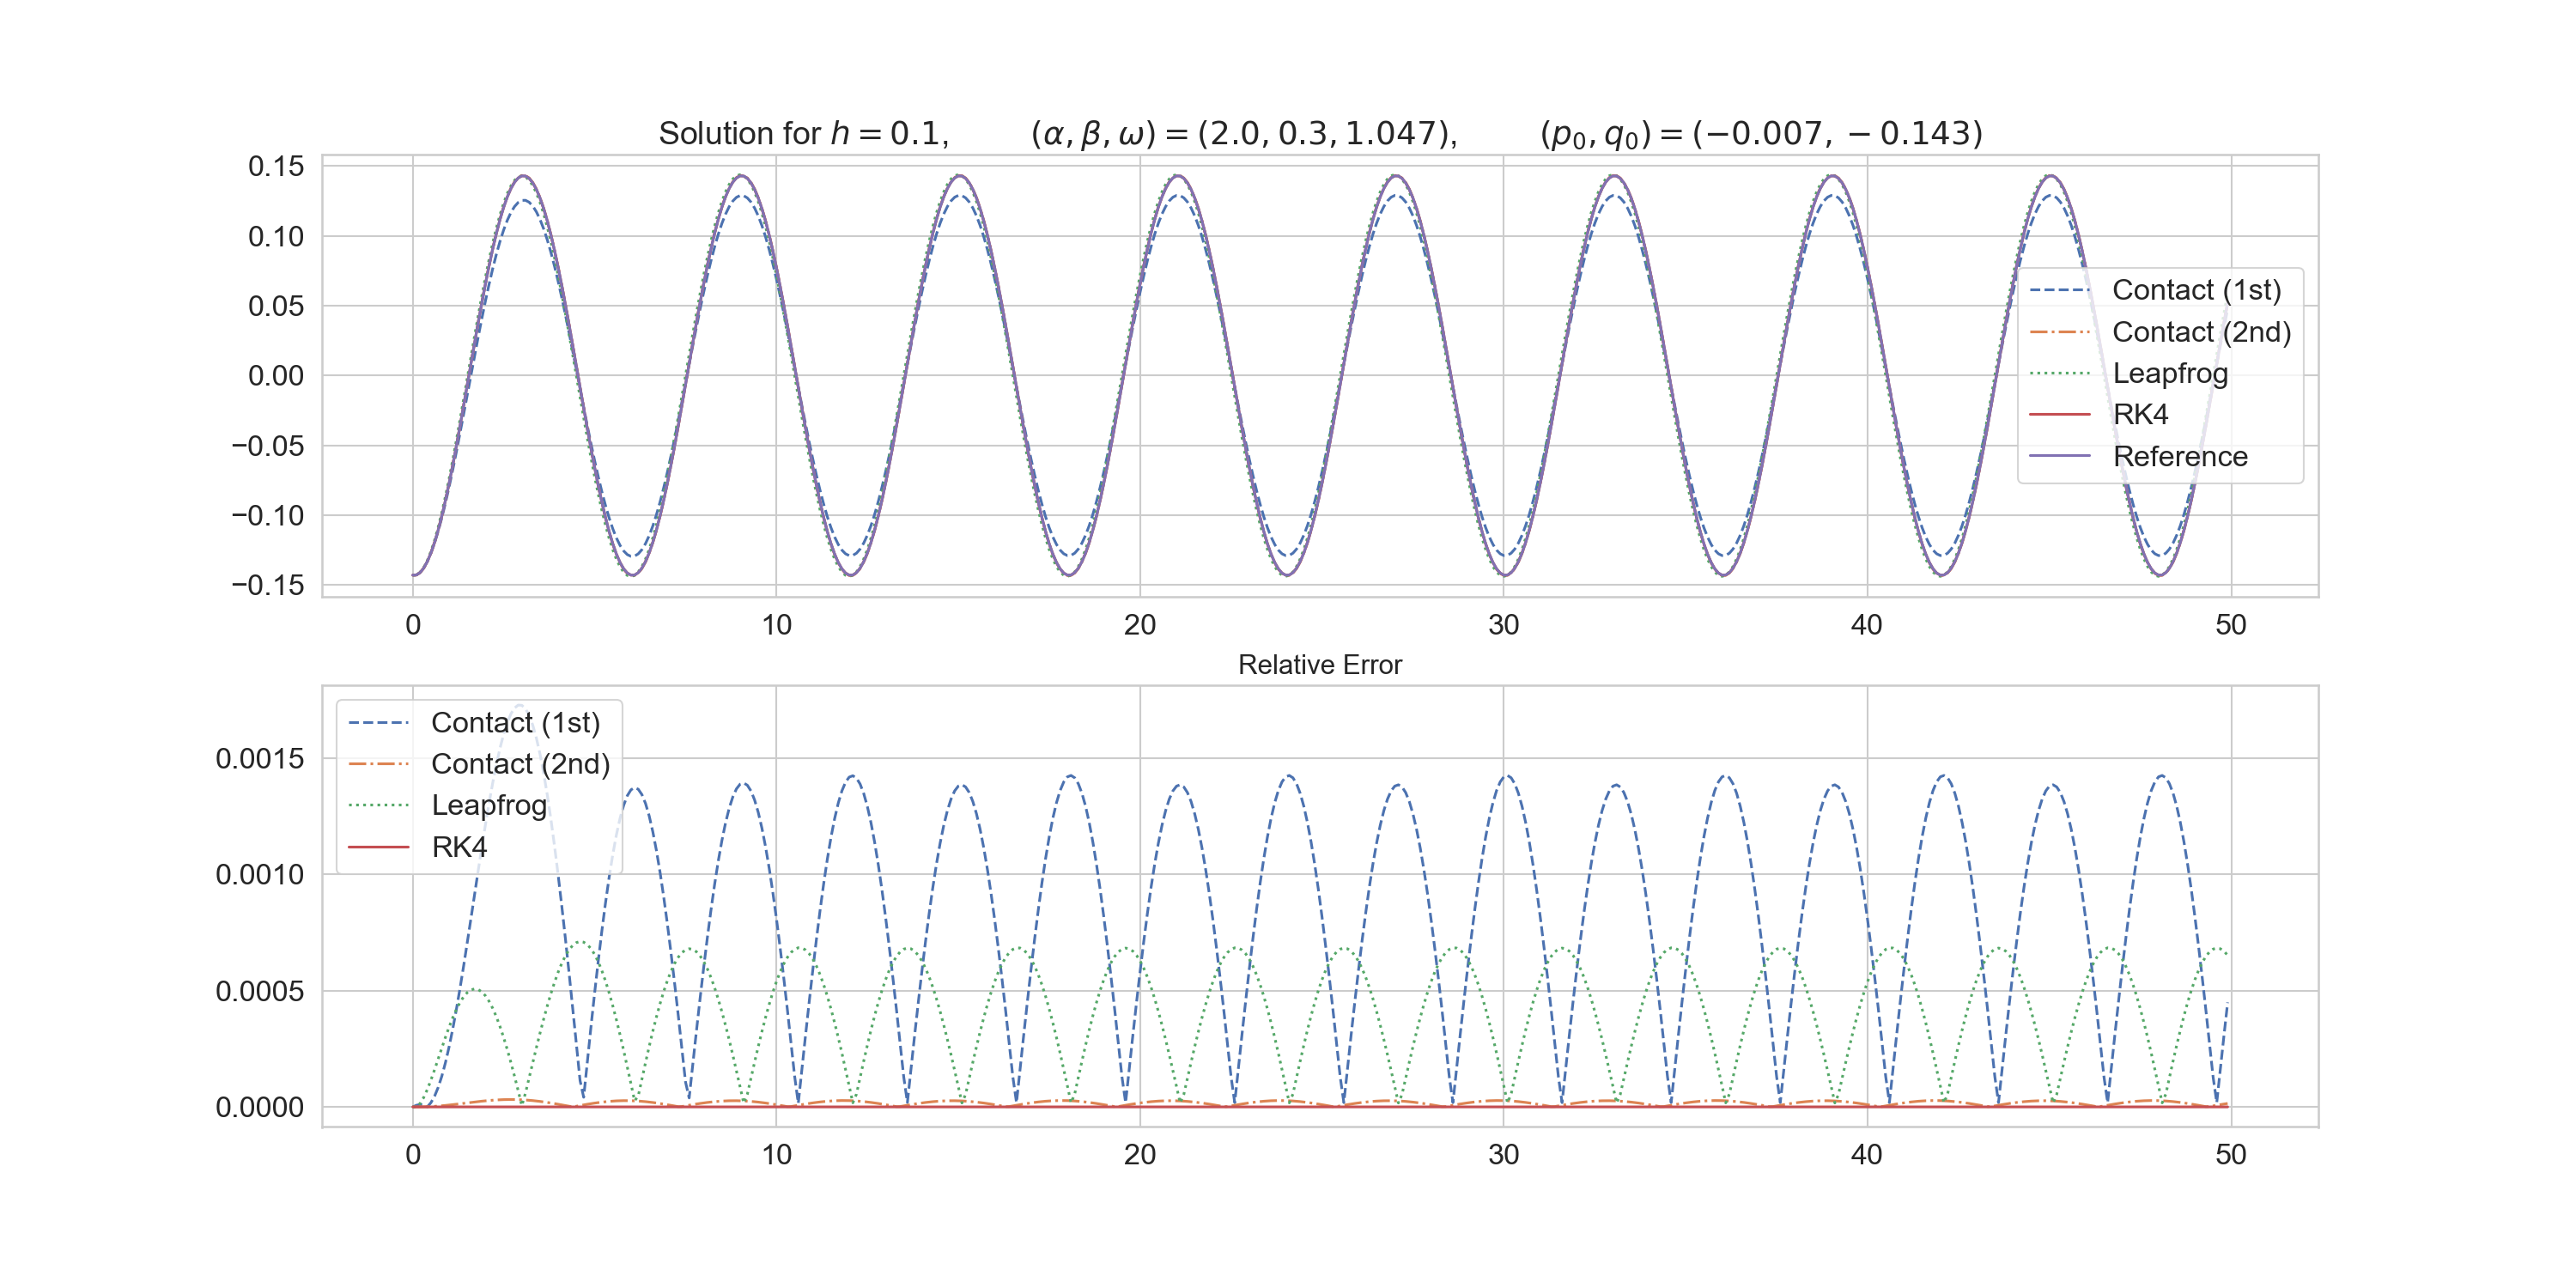 Solution for h = 0.1, (α, β, ω) = (2.0, 0.3, 1.047), (p₀, q₀) = (−0.007, −0.143)
0.15
0.10
0.05
0.00
−0.05
−0.10
−0.15
Contact (1st)
Contact (2nd)
Leapfrog
RK4
Reference
0 10 20 30 40 50
Relative Error
Contact (1st)
Contact (2nd)
Leapfrog
RK4
0.0015
0.0010
0.0005
0.0000
0 10 20 30 40 50